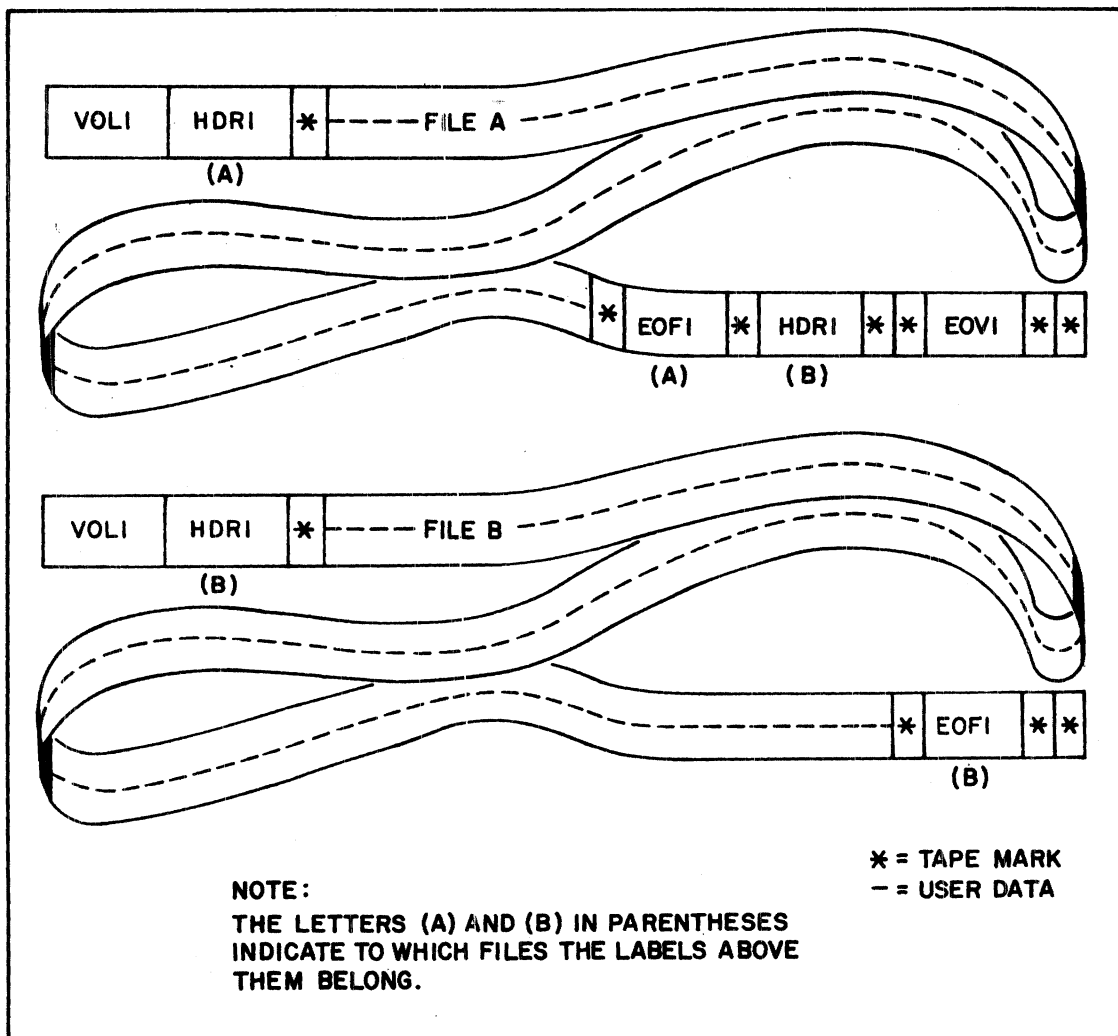 VOL1 HDR1 * FILE A
(A)
* EOF1 * HDR1 * * EOV1 * *
(A) (B)
VOL1 HDR1 * FILE B
(B)
* EOF1 * *
(B)
* = TAPE MARK
- = USER DATA
NOTE:
THE LETTERS (A) AND (B) IN PARENTHESES
INDICATE TO WHICH FILES THE LABELS ABOVE
THEM BELONG.